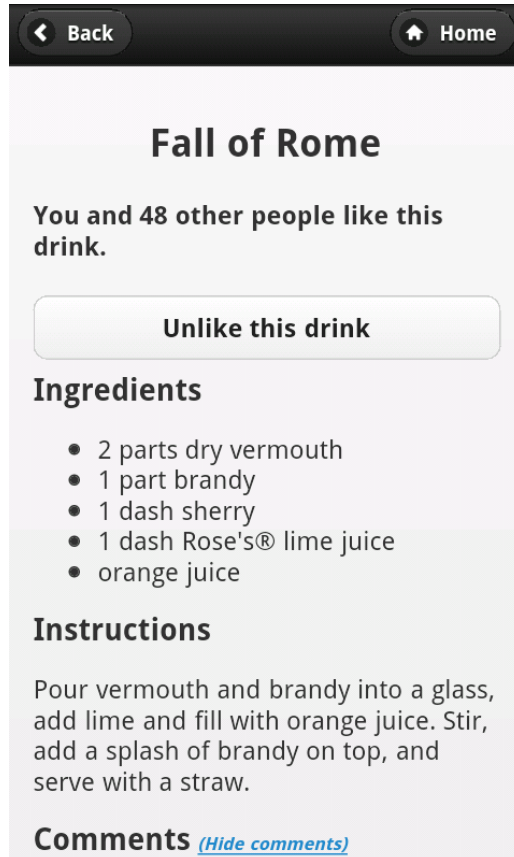 Back
Home
Fall of Rome
You and 48 other people like this
drink.
Unlike this drink
Ingredients
2 parts dry vermouth
1 part brandy
1 dash sherry
1 dash Rose's® lime juice
orange juice
Instructions
Pour vermouth and brandy into a glass,
add lime and fill with orange juice. Stir,
add a splash of brandy on top, and
serve with a straw.
Comments (Hide comments)